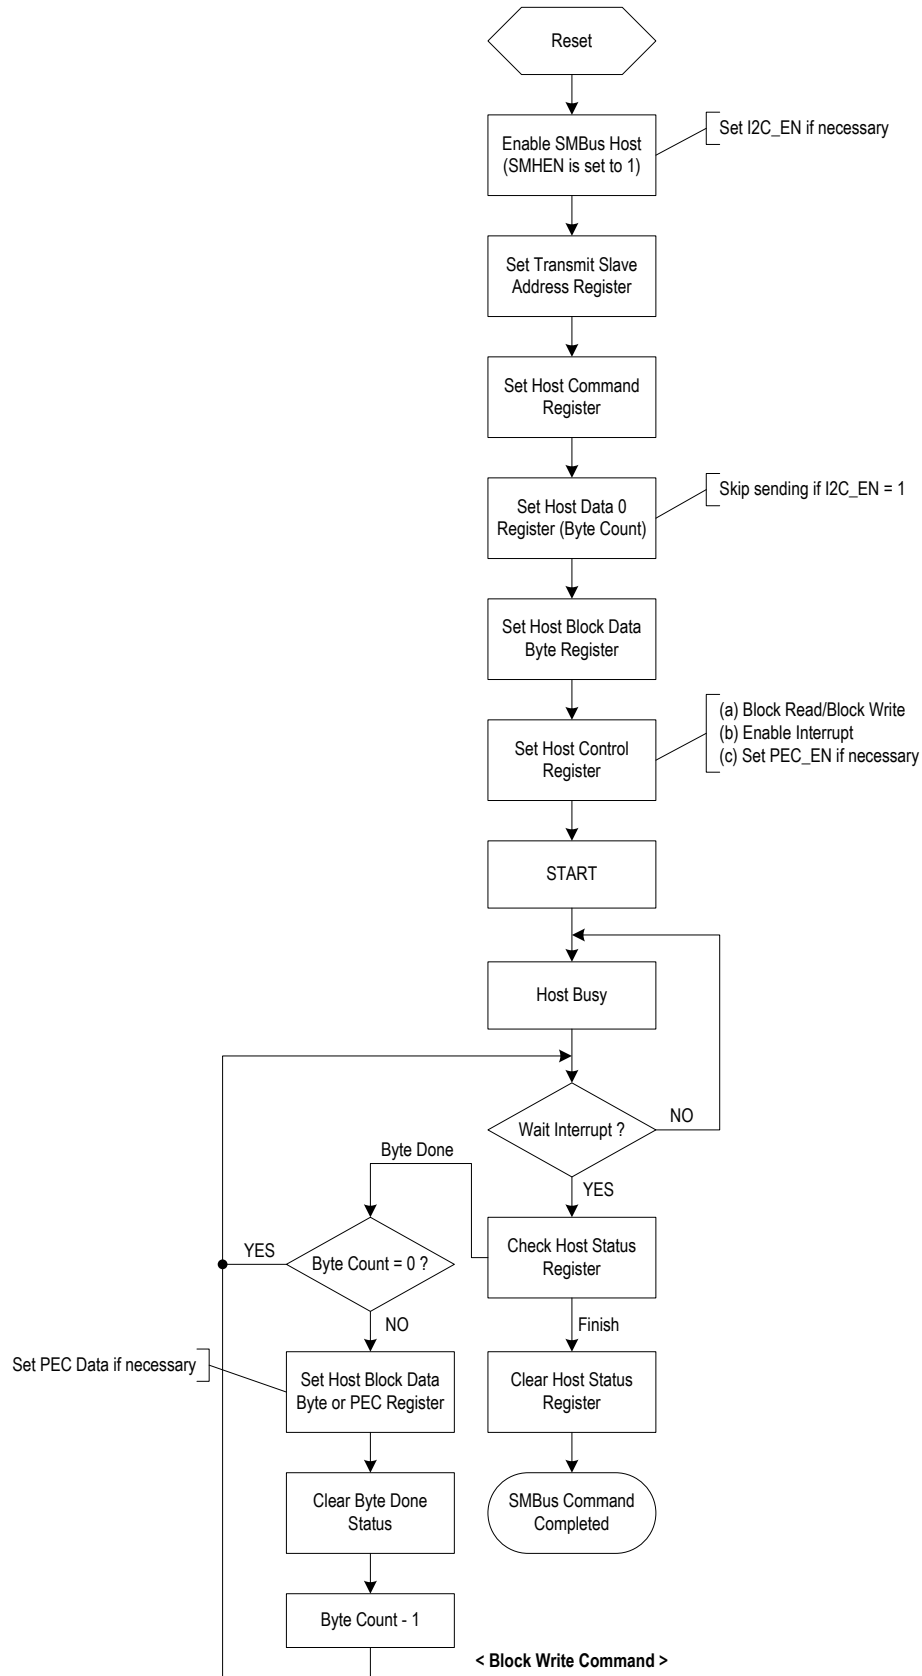 Reset
Enable SMBus Host
(SMHEN is set to 1)
Set I2C_EN if necessary
Set Transmit Slave
Address Register
Set Host Command
Register
Set Host Data 0
Register (Byte Count)
Skip sending if I2C_EN = 1
Set Host Block Data
Byte Register
Set Host Control
Register
(a) Block Read/Block Write
(b) Enable Interrupt
(c) Set PEC_EN if necessary
START
Host Busy
Wait Interrupt ?
NO
YES
Byte Done
Check Host Status
Register
Byte Count = 0 ?
YES
NO
Finish
Set PEC Data if necessary
Set Host Block Data
Byte or PEC Register
Clear Host Status
Register
Clear Byte Done
Status
SMBus Command
Completed
Byte Count - 1
< Block Write Command >